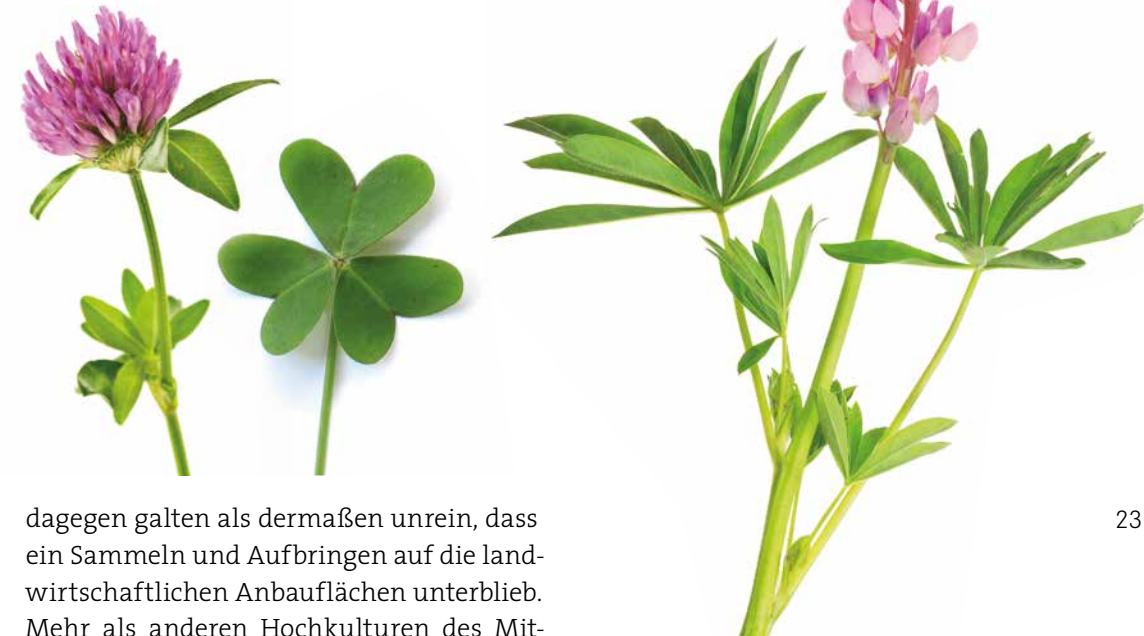 dagegen galten als dermaßen unrein, dass
ein Sammeln und Aufbringen auf die land-
wirtschaftlichen Anbauflächen unterblieb.
Mehr als anderen Hochkulturen des Mit-
23